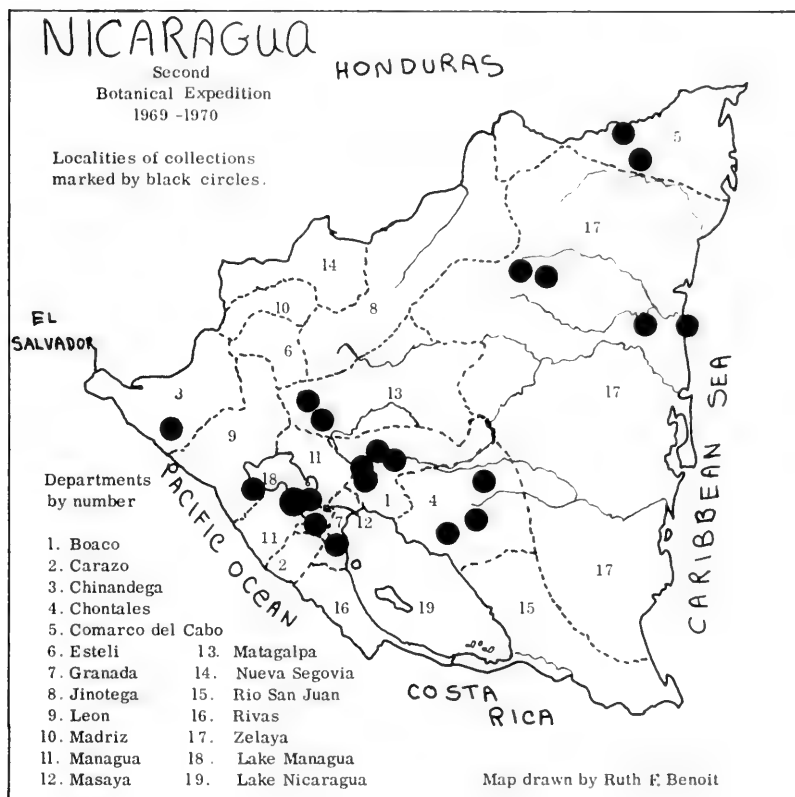 NICARAGUA
Second
Botanical Expedition
1969 -1970
Localities of collections
marked by black circles.
HONDURAS
EL
SALVADOR
PACIFIC OCEAN
CARIBBEAN SEA
COSTA
RICA
5
17
14
10
8
6
3
13
17
9
11
18
1
4
7
12
11
2
17
16
19
15
Departments
by number
1. Boaco
2. Carazo
3. Chinandega
4. Chontales
5. Comarco del Cabo
6. Esteli
7. Granada
8. Jinotega
9. Leon
10. Madriz
11. Managua
12. Masaya
13. Matagalpa
14. Nueva Segovia
15. Rio San Juan
16. Rivas
17. Zelaya
18. Lake Managua
19. Lake Nicaragua
Map drawn by Ruth F. Benoit